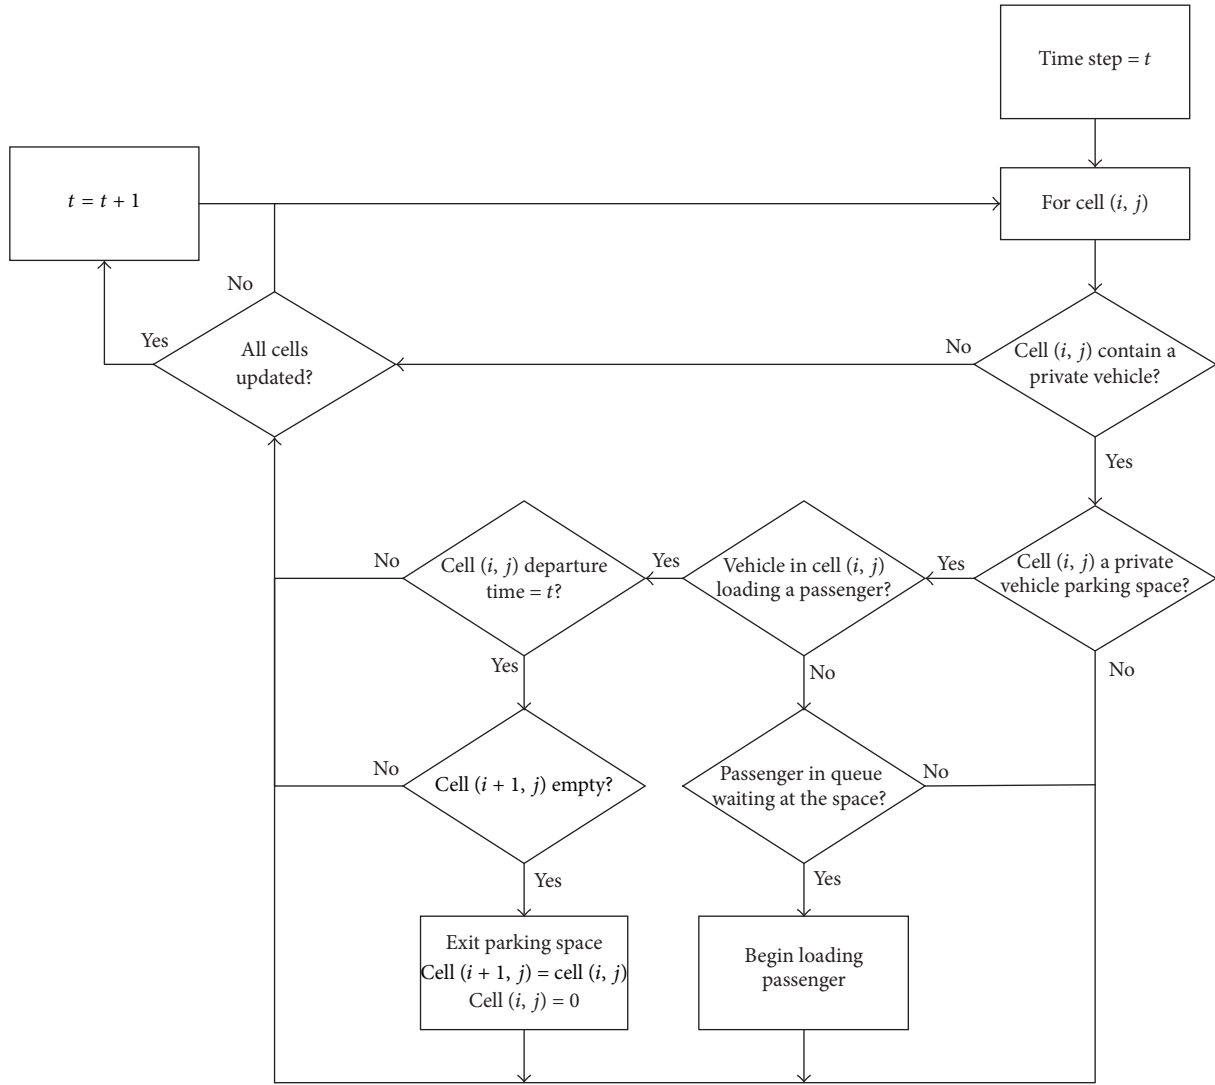 Time step = t
t = t + 1
For cell (i, j)
No
Yes
All cells
updated?
No
Cell (i, j) contain a
private vehicle?
Yes
No
Cell (i, j) departure
time = t?
Yes
Vehicle in cell (i, j)
loading a passenger?
Yes
Cell (i, j) a private
vehicle parking space?
Yes
No
No
No
Cell (i + 1, j) empty?
Passenger in queue
waiting at the space?
No
Yes
Yes
Exit parking space
Cell (i + 1, j) = cell (i, j)
Cell (i, j) = 0
Begin loading
passenger